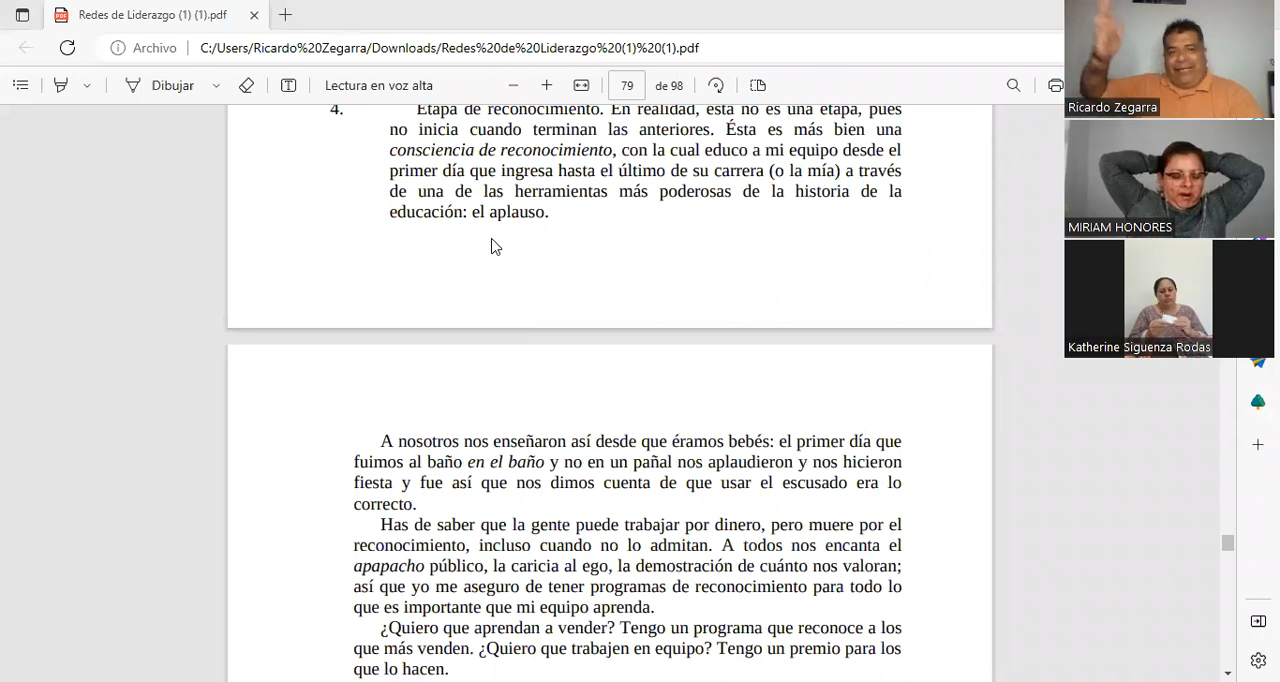 Redes de Liderazgo (1) (1).pdf
Archivo
C:/Users/Ricardo%20Zegarra/Downloads/Redes%20de%20Liderazgo%20(1)%20(1).pdf
Dibujar
Lectura en voz alta
79
de 98
4. Etapa de reconocimiento. En realidad, ésta no es una etapa, pues
no inicia cuando terminan las anteriores. Ésta es más bien una
consciencia de reconocimiento, con la cual educo a mi equipo desde el
primer día que ingresa hasta el último de su carrera (o la mía) a través
de una de las herramientas más poderosas de la historia de la
educación: el aplauso.
A nosotros nos enseñaron así desde que éramos bebés: el primer día que
fuimos al baño en el baño y no en un pañal nos aplaudieron y nos hicieron
fiesta y fue así que nos dimos cuenta de que usar el escusado era lo
correcto.
Has de saber que la gente puede trabajar por dinero, pero muere por el
reconocimiento, incluso cuando no lo admitan. A todos nos encanta el
apapacho público, la caricia al ego, la demostración de cuánto nos valoran;
así que yo me aseguro de tener programas de reconocimiento para todo lo
que es importante que mi equipo aprenda.
¿Quiero que aprendan a vender? Tengo un programa que reconoce a los
que más venden. ¿Quiero que trabajen en equipo? Tengo un premio para los
que lo hacen.
Ricardo Zegarra
MIRIAM HONORES
Katherine Siguenza Rodas